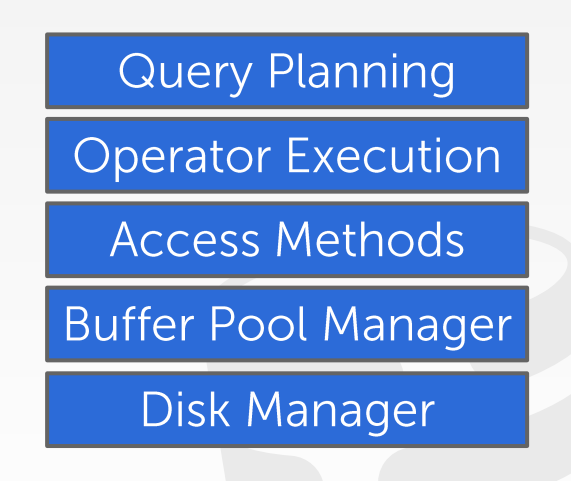 Query Planning
Operator Execution
Access Methods
Buffer Pool Manager
Disk Manager